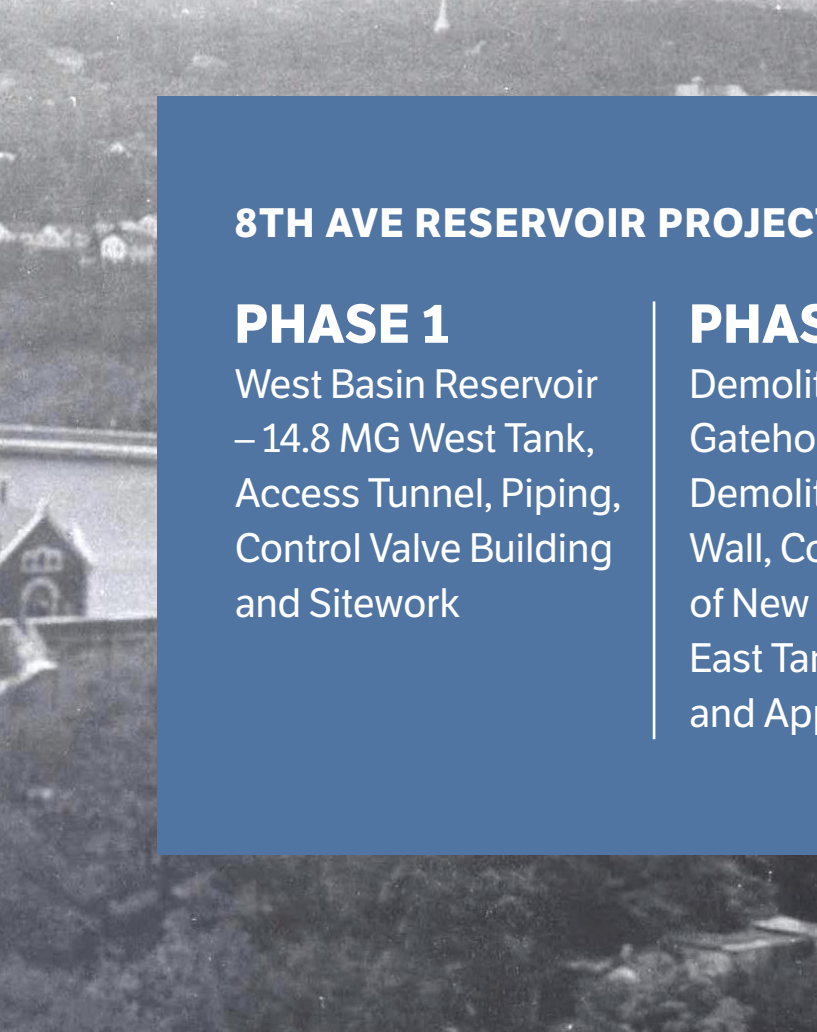 8TH AVE RESERVOIR
PHASE 1
West Basin Reservoir
– 14.8 MG West Tank,
Access Tunnel, Piping,
Control Valve Building
and Sitework
Wall,
of New
East
and